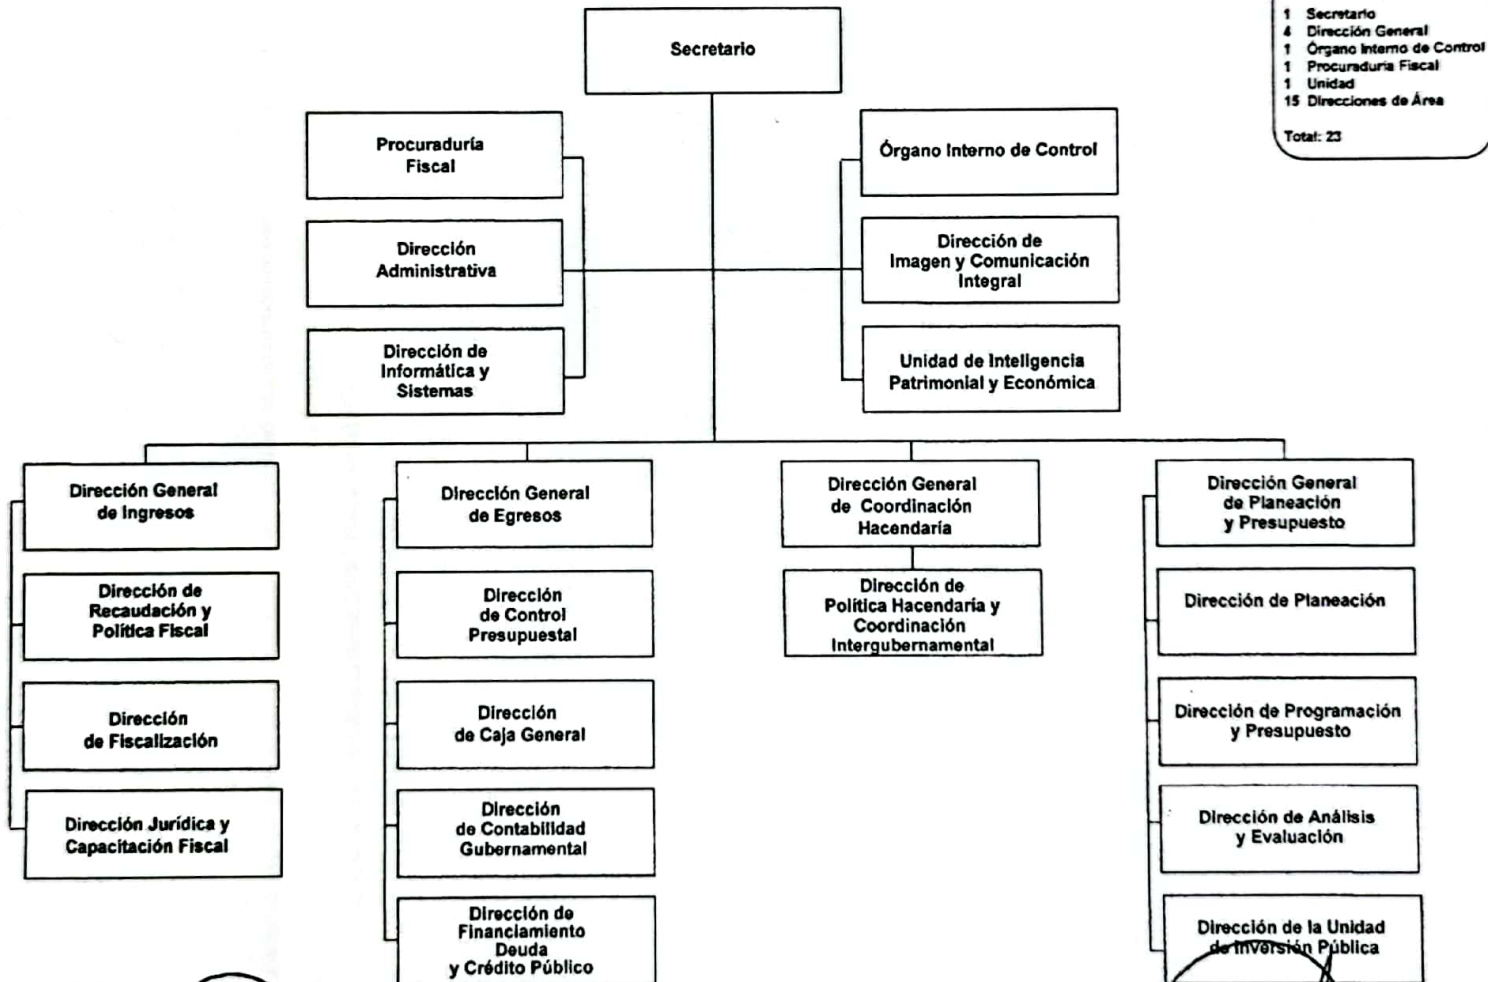 Secretario
1 Secretario
4 Dirección General
1 Órgano Interno de Control
1 Procuraduría Fiscal
1 Unidad
15 Direcciones de Área
Total: 23
Procuraduría
Fiscal
Órgano Interno de Control
Dirección
Administrativa
Dirección de
Imagen y Comunicación
Integral
Dirección de
Informática y
Sistemas
Unidad de Inteligencia
Patrimonial y Económica
Dirección General
de Ingresos
Dirección General
de Egresos
Dirección General
de Coordinación
Hacendaría
Dirección General
de Planeación
y Presupuesto
Dirección de
Recaudación y
Política Fiscal
Dirección
de Control
Presupuestal
Dirección de
Política Hacendaría y
Coordinación
Intergubernamental
Dirección de Planeación
Dirección
de Fiscalización
Dirección
de Caja General
Dirección de Programación
y Presupuesto
Dirección Jurídica y
Capacitación Fiscal
Dirección
de Contabilidad
Gubernamental
Dirección de Análisis
y Evaluación
Dirección de
Financiamiento
Deuda
y Crédito Público
Dirección de la Unidad
de Inversión Pública